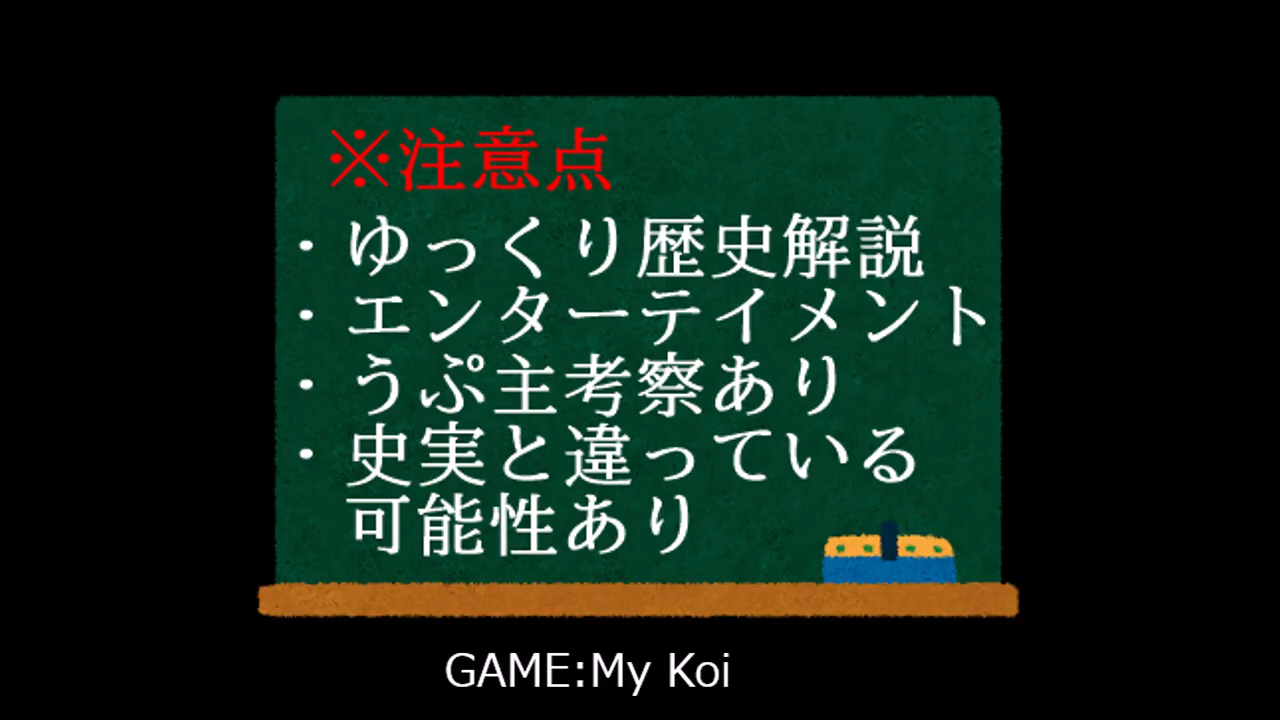 ※注意点
・ゆっくり歴史解説
・エンターテイメント
・うぷ主考察あり
・史実と違っている
可能性あり
GAME:My Koi